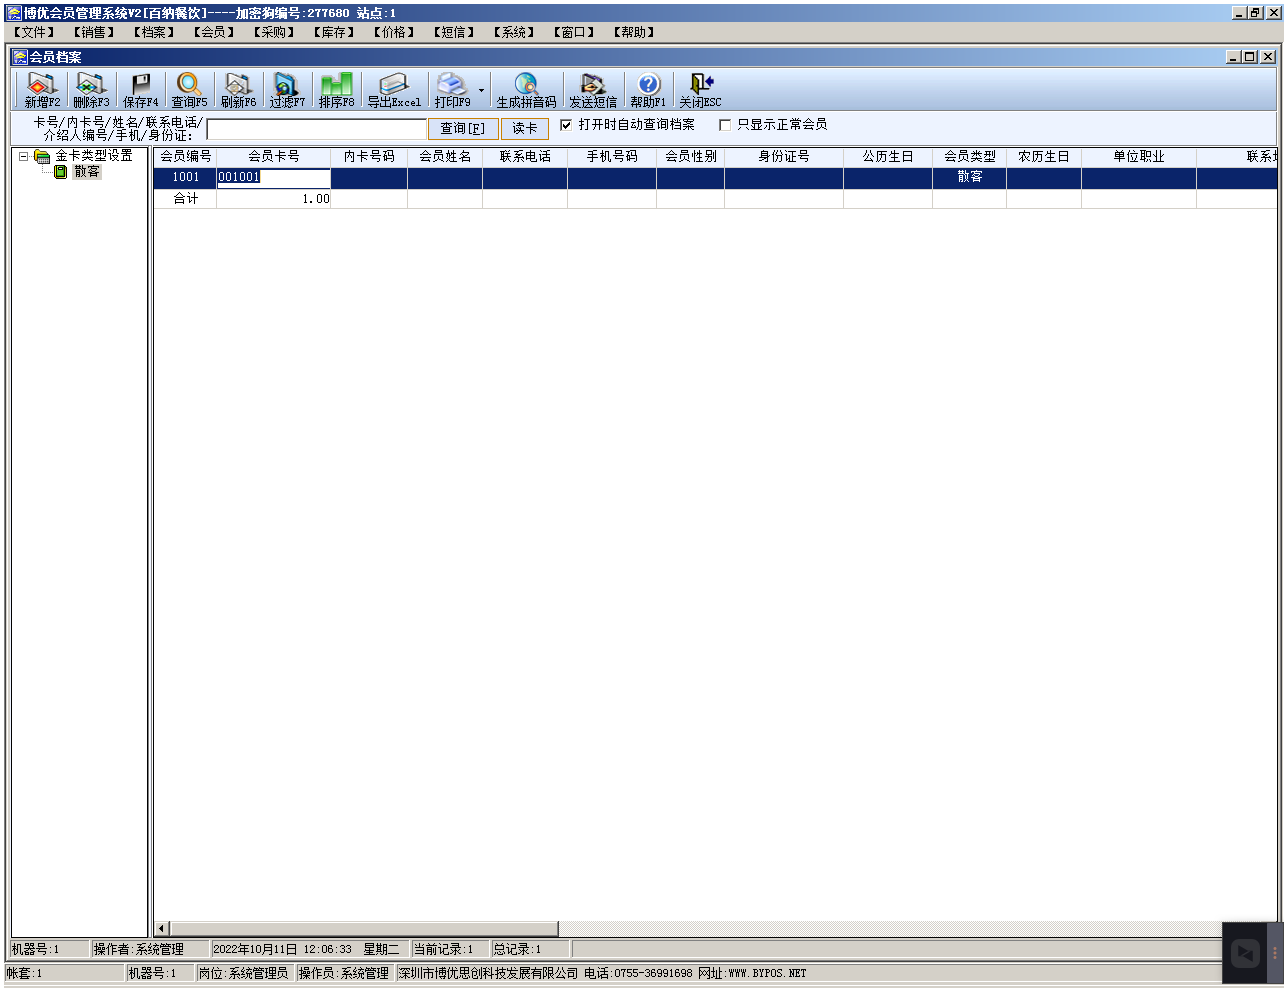 博优会员管理系统V2[百纳餐饮]----加密狗编号:277680 站点:1
【文件】 【销售】 【档案】 【会员】 【采购】 【库存】 【价格】 【短信】 【系统】 【窗口】 【帮助】
会员档案
新增F2 删除F3 保存F4 查询F5 刷新F6 过滤F7 排序F8 导出Excel 打印F9 生成拼音码 发送短信 帮助F1 关闭ESC
卡号/内卡号/姓名/联系电话/
介绍人编号/手机/身份证:
查询[F] 读卡 打开时自动查询档案 只显示正常会员
金卡类型设置
散客
会员编号 会员卡号 内卡号码 会员姓名 联系电话 手机号码 会员性别 身份证号 公历生日 会员类型 农历生日 单位职业 联系
1001 001001 散客
合计 1.00
机器号:1 操作者:系统管理 2022年10月11日 12:06:33 星期二 当前记录:1 总记录:1
帐套:1 机器号:1 岗位:系统管理员 操作员:系统管理 深圳市博优思创科技发展有限公司 电话:0755-36991698 网址:WWW.BYPOS.NET